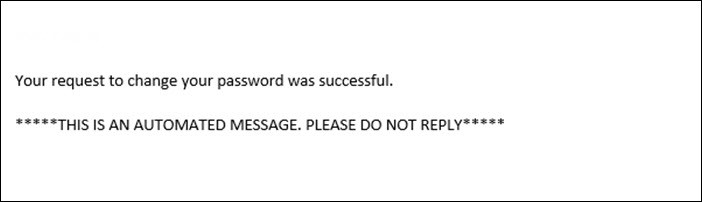 Your request to change your password was successful.
*****THIS IS AN AUTOMATED MESSAGE. PLEASE DO NOT REPLY*****